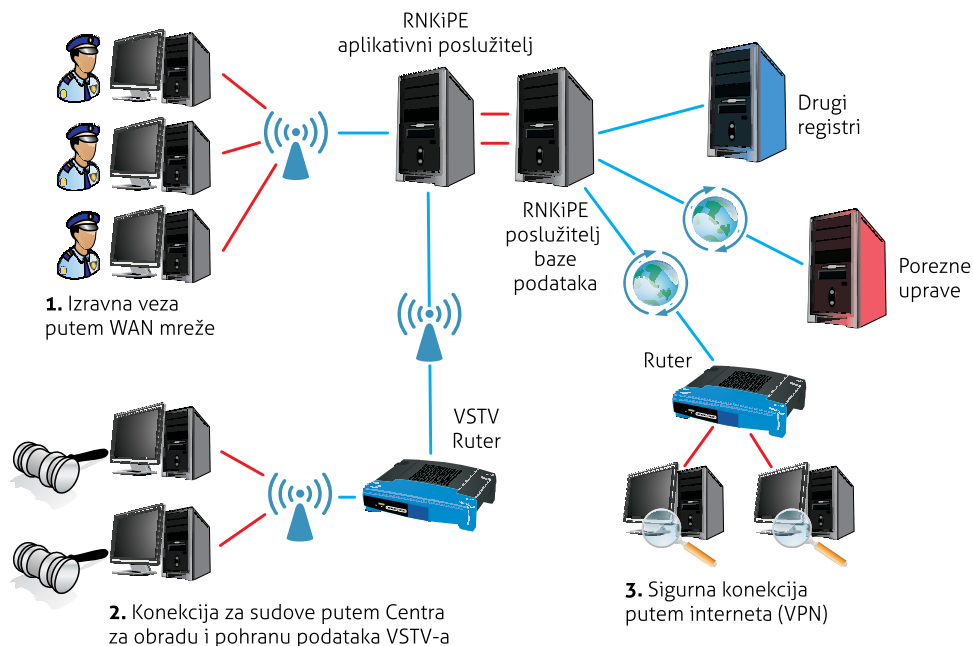 RNKiPE
aplikativni poslužitelj
Drugi
registri
RNKiPE
poslužitelj
baze
podataka
Porezne
uprave
1. Izravna veza
putem WAN mreže
Ruter
VSTV
Ruter
2. Konekcija za sudove putem Centra
za obradu i pohranu podataka VSTV-a
3. Sigurna konekcija
putem interneta (VPN)